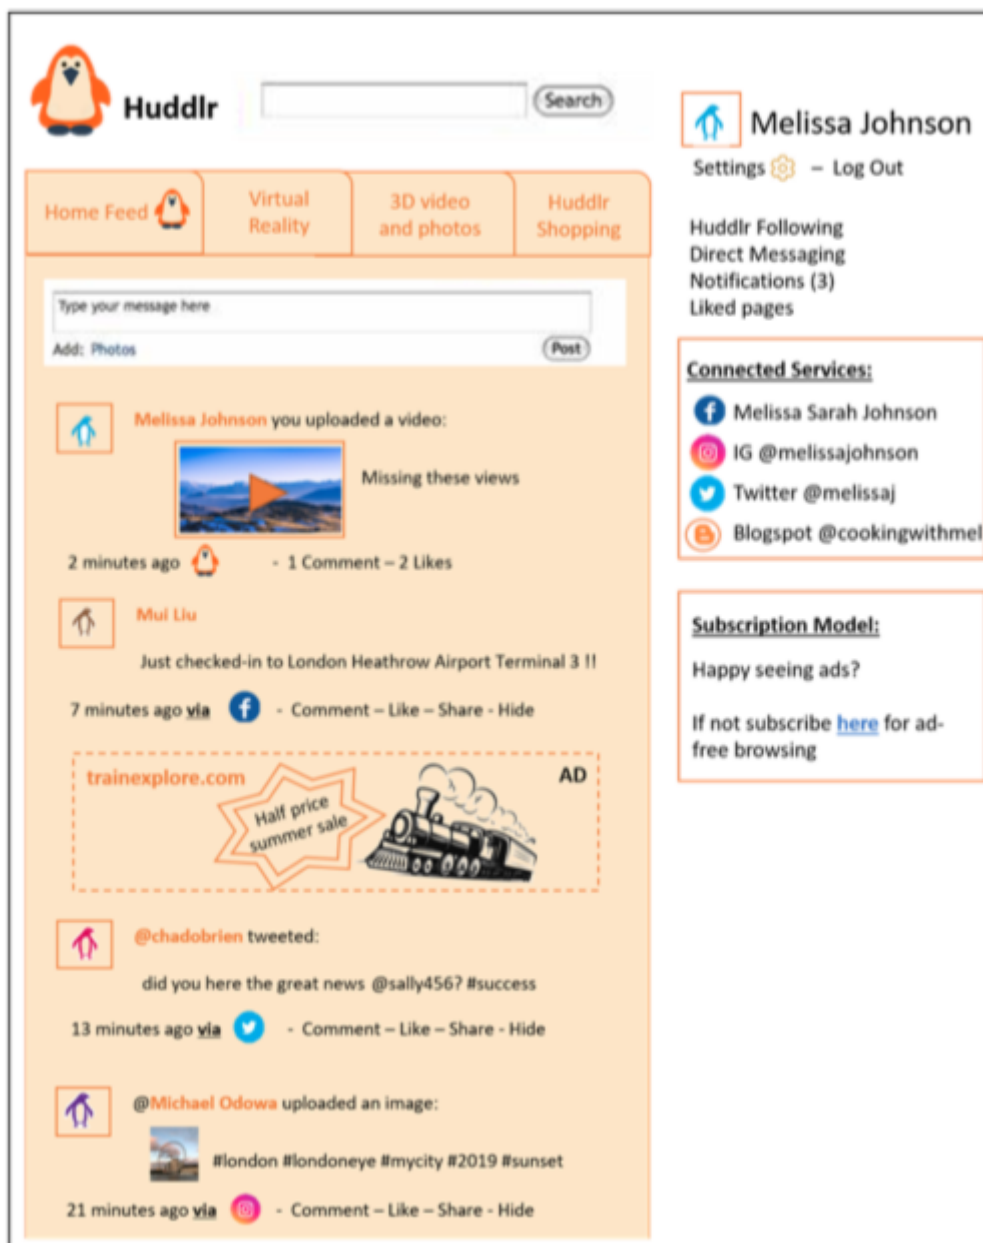 Huddlr
Search
Melissa Johnson
Settings – Log Out
Huddlr Following
Direct Messaging
Notifications (3)
Liked pages
Home Feed
Virtual
Reality
3D video
and photos
Huddlr
Shopping
Type your message here
Add: Photos
Post
Melissa Johnson you uploaded a video:
Missing these views
2 minutes ago - 1 Comment – 2 Likes
Mui Liu
Just checked-in to London Heathrow Airport Terminal 3 !!
7 minutes ago via - Comment – Like – Share - Hide
trainexplore.com
AD
Half price
summer sale
@chadobrien tweeted:
did you here the great news @sally456? #success
13 minutes ago via - Comment – Like – Share - Hide
@Michael Odowa uploaded an image:
#london #londoneye #mycity #2019 #sunset
21 minutes ago via - Comment – Like – Share - Hide
Connected Services:
Melissa Sarah Johnson
IG @melissajohnson
Twitter @melissaj
Blogspot @cookingwithmel
Subscription Model:
Happy seeing ads?
If not subscribe here for ad-
free browsing